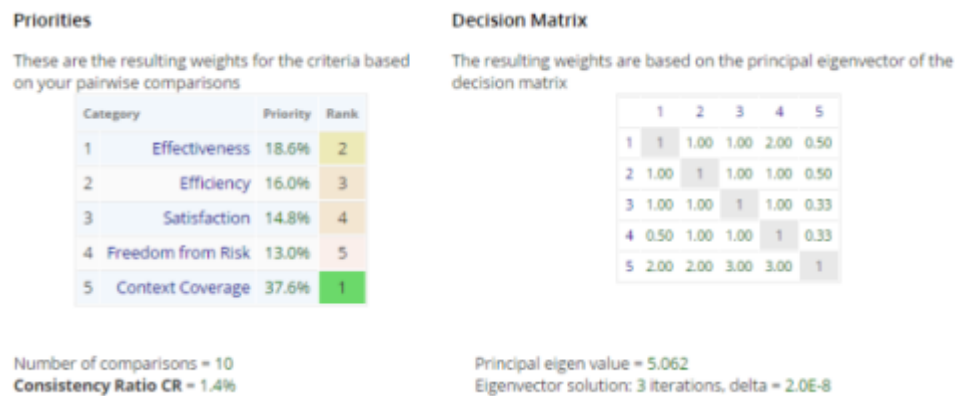 Priorities
These are the resulting weights for the criteria based
on your pairwise comparisons
Category Priority Rank
1 Effectiveness 18.6% 2
2 Efficiency 16.0% 3
3 Satisfaction 14.8% 4
4 Freedom from Risk 13.0% 5
5 Context Coverage 37.6% 1
Number of comparisons = 10
Consistency Ratio CR = 1.4%
Decision Matrix
The resulting weights are based on the principal eigenvector of the
decision matrix
1 2 3 4 5
1 1 1.00 1.00 2.00 0.50
2 1.00 1 1.00 1.00 0.50
3 1.00 1.00 1 1.00 0.33
4 0.50 1.00 1.00 1 0.33
5 2.00 2.00 3.00 3.00 1
Principal eigen value = 5.062
Eigenvector solution: 3 iterations, delta = 2.0E-8